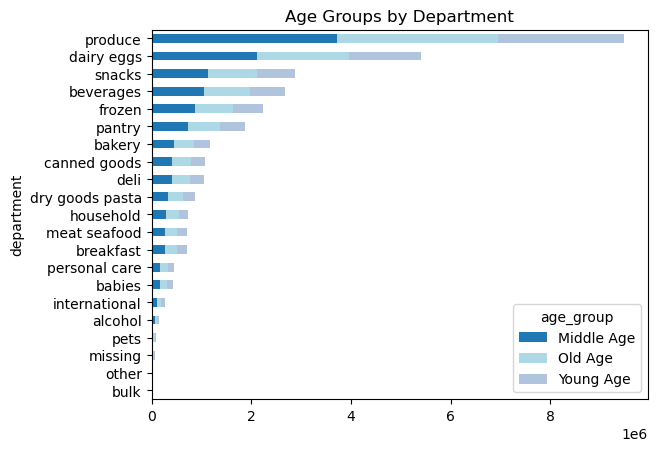 Age Groups by Department
department
produce
dairy eggs
snacks
beverages
frozen
pantry
bakery
canned goods
deli
dry goods pasta
household
meat seafood
breakfast
personal care
babies
international
alcohol
pets
missing
other
bulk
age_group
Middle Age
Old Age
Young Age
0 2 4 6 8
1e6